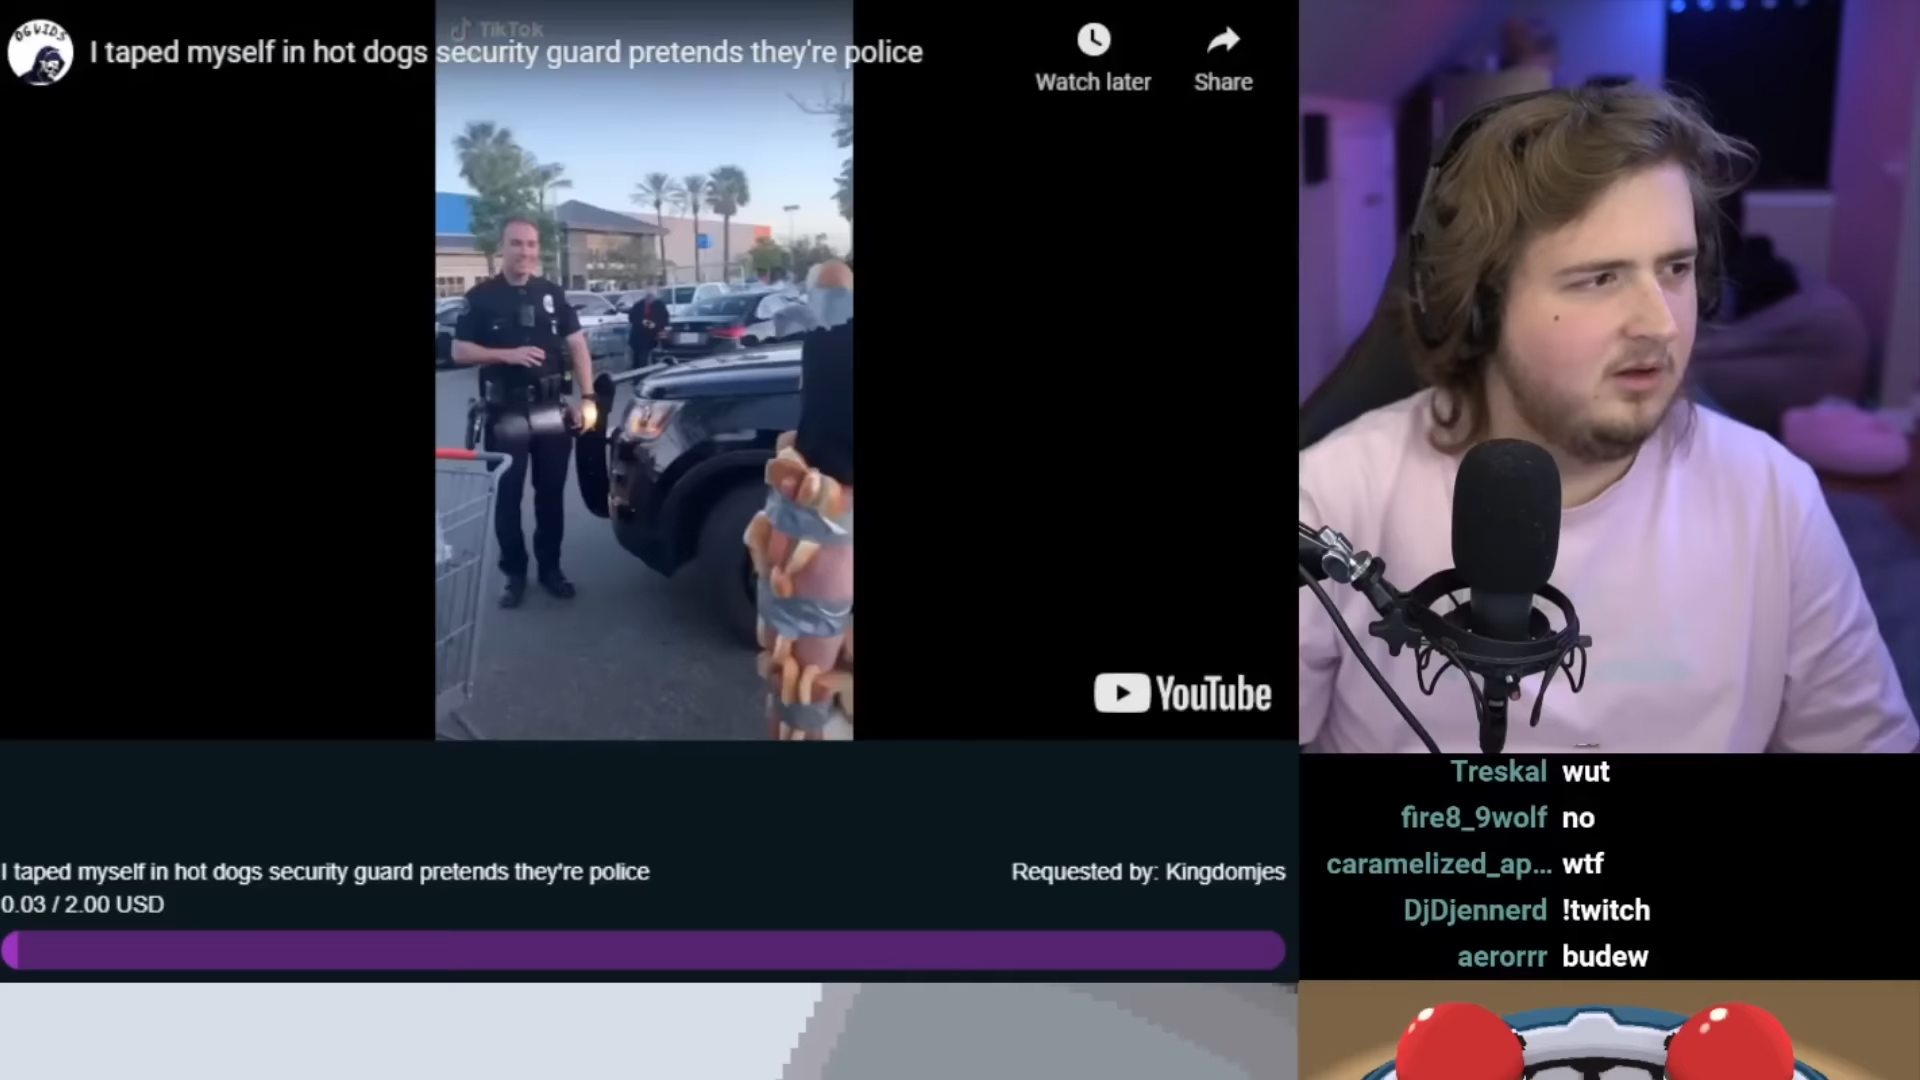 OG VIDS
TikTok
I taped myself in hot dogs security guard pretends they're police
Watch later
Share
YouTube
I taped myself in hot dogs security guard pretends they're police
Requested by: Kingdomjes
0.03 / 2.00 USD
Treskal wut
fire8_9wolf no
caramelized_ap... wtf
DjDjennerd !twitch
aerorrr budew